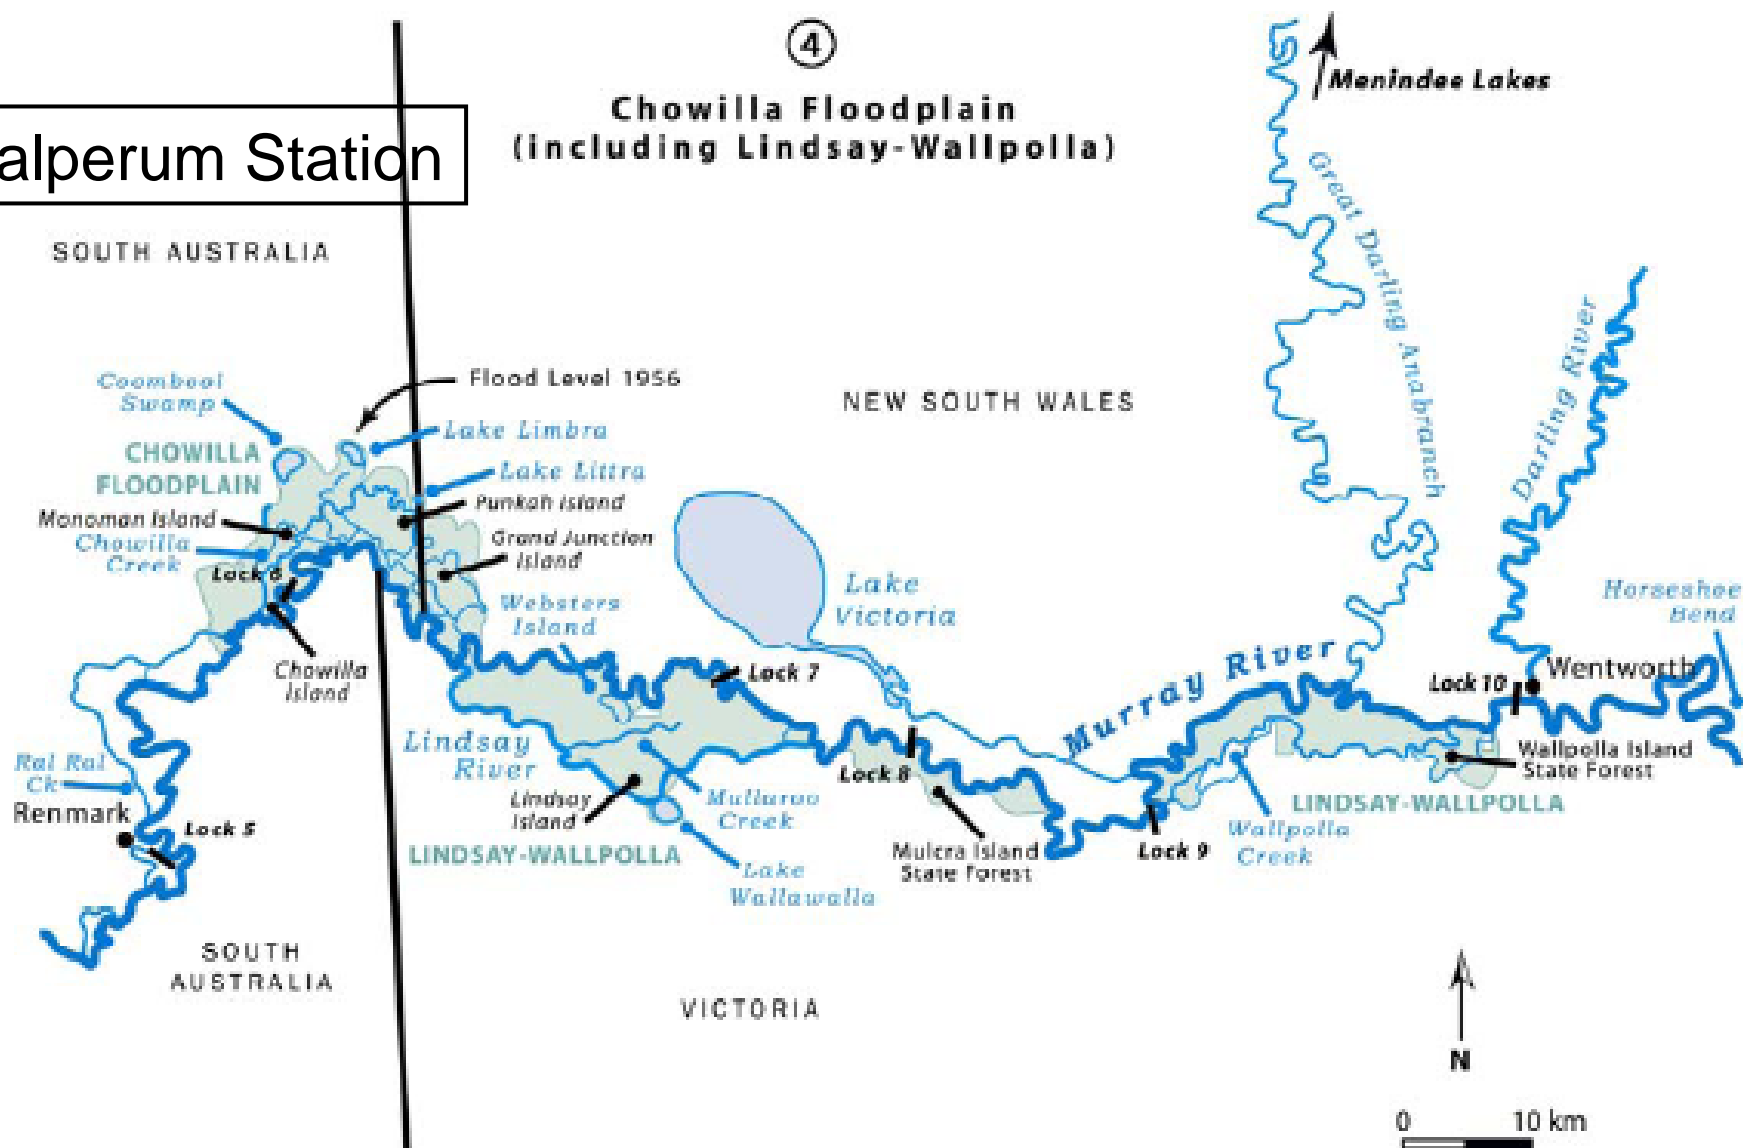 ④
Chowilla Floodplain
(including Lindsay-Wallpolla)
Menindee Lakes
alperum Station
SOUTH AUSTRALIA
Great Darling Anabranch
Darling River
Coombool
Swamp
Flood Level 1956
NEW SOUTH WALES
Lake Limbra
CHOWILLA
FLOODPLAIN
Lake Littra
Punkah Island
Monoman Island
Chowilla
Creek
Grand Junction
Island
Lock 6
Websters
Island
Lake
Victoria
Horseshoe
Bend
Chowilla
Island
Lock 7
Murray River
Lock 10
Wentworth
Lindsay
River
Ral Ral
Ck
Renmark
Lock 5
Lindsay
Island
Mullaroo
Creek
Lock 8
Wallpolla Island
State Forest
LINDSAY-WALLPOLLA
LINDSAY-WALLPOLLA
Lake
Wallawalla
Mulcra Island
State Forest
Lock 9
Wallpolla
Creek
SOUTH
AUSTRALIA
VICTORIA
N
0 10 km